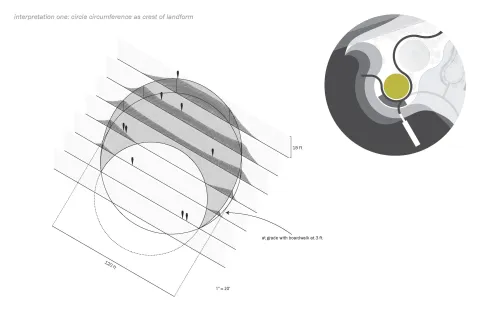 interpretation one: circle circumference as crest of landform
18 ft
at grade with boardwalk at 3 ft.
120 ft
1" = 20'